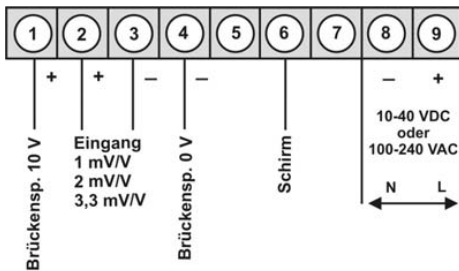 1 2 3 4 5 6 7 8 9
+ + − − − +
Brückensp. 10 V
Eingang
1 mV/V
2 mV/V
3,3 mV/V
Brückensp. 0 V
Schirm
10-40 VDC
oder
100-240 VAC
N L